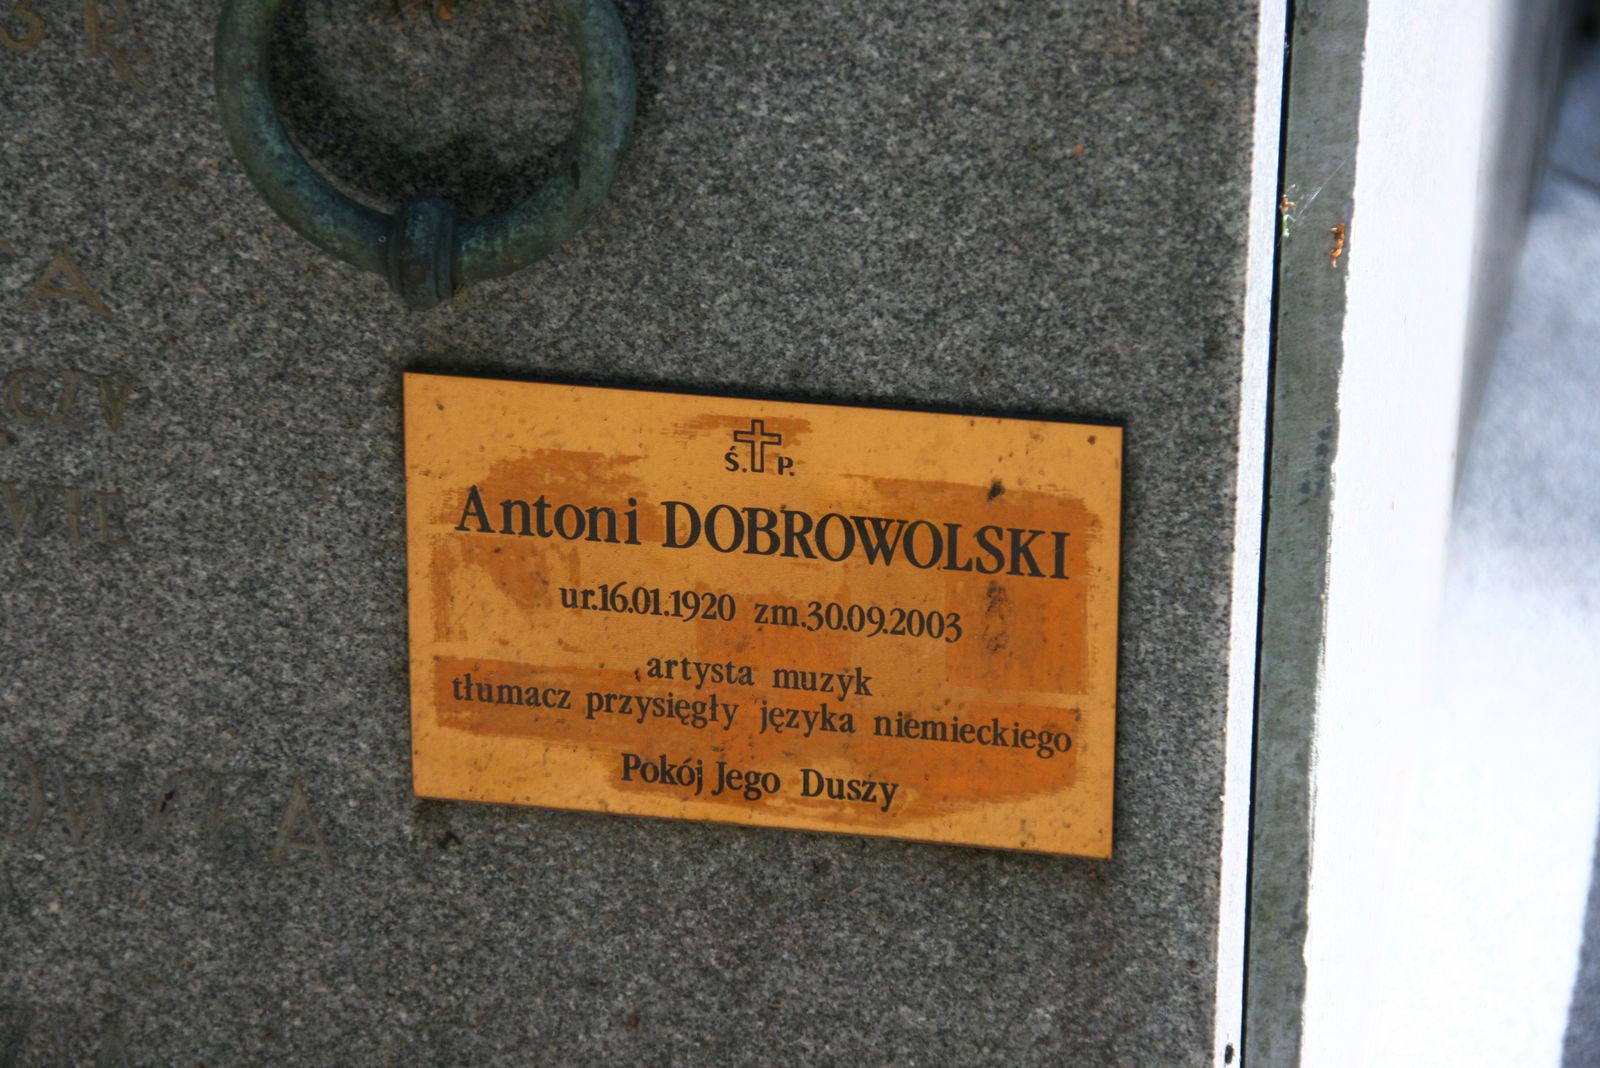 Ś. P.
Antoni DOBROWOLSKI
ur.16.01.1920 zm.30.09.2003
artysta muzyk
tłumacz przysięgły języka niemieckiego
Pokój Jego Duszy